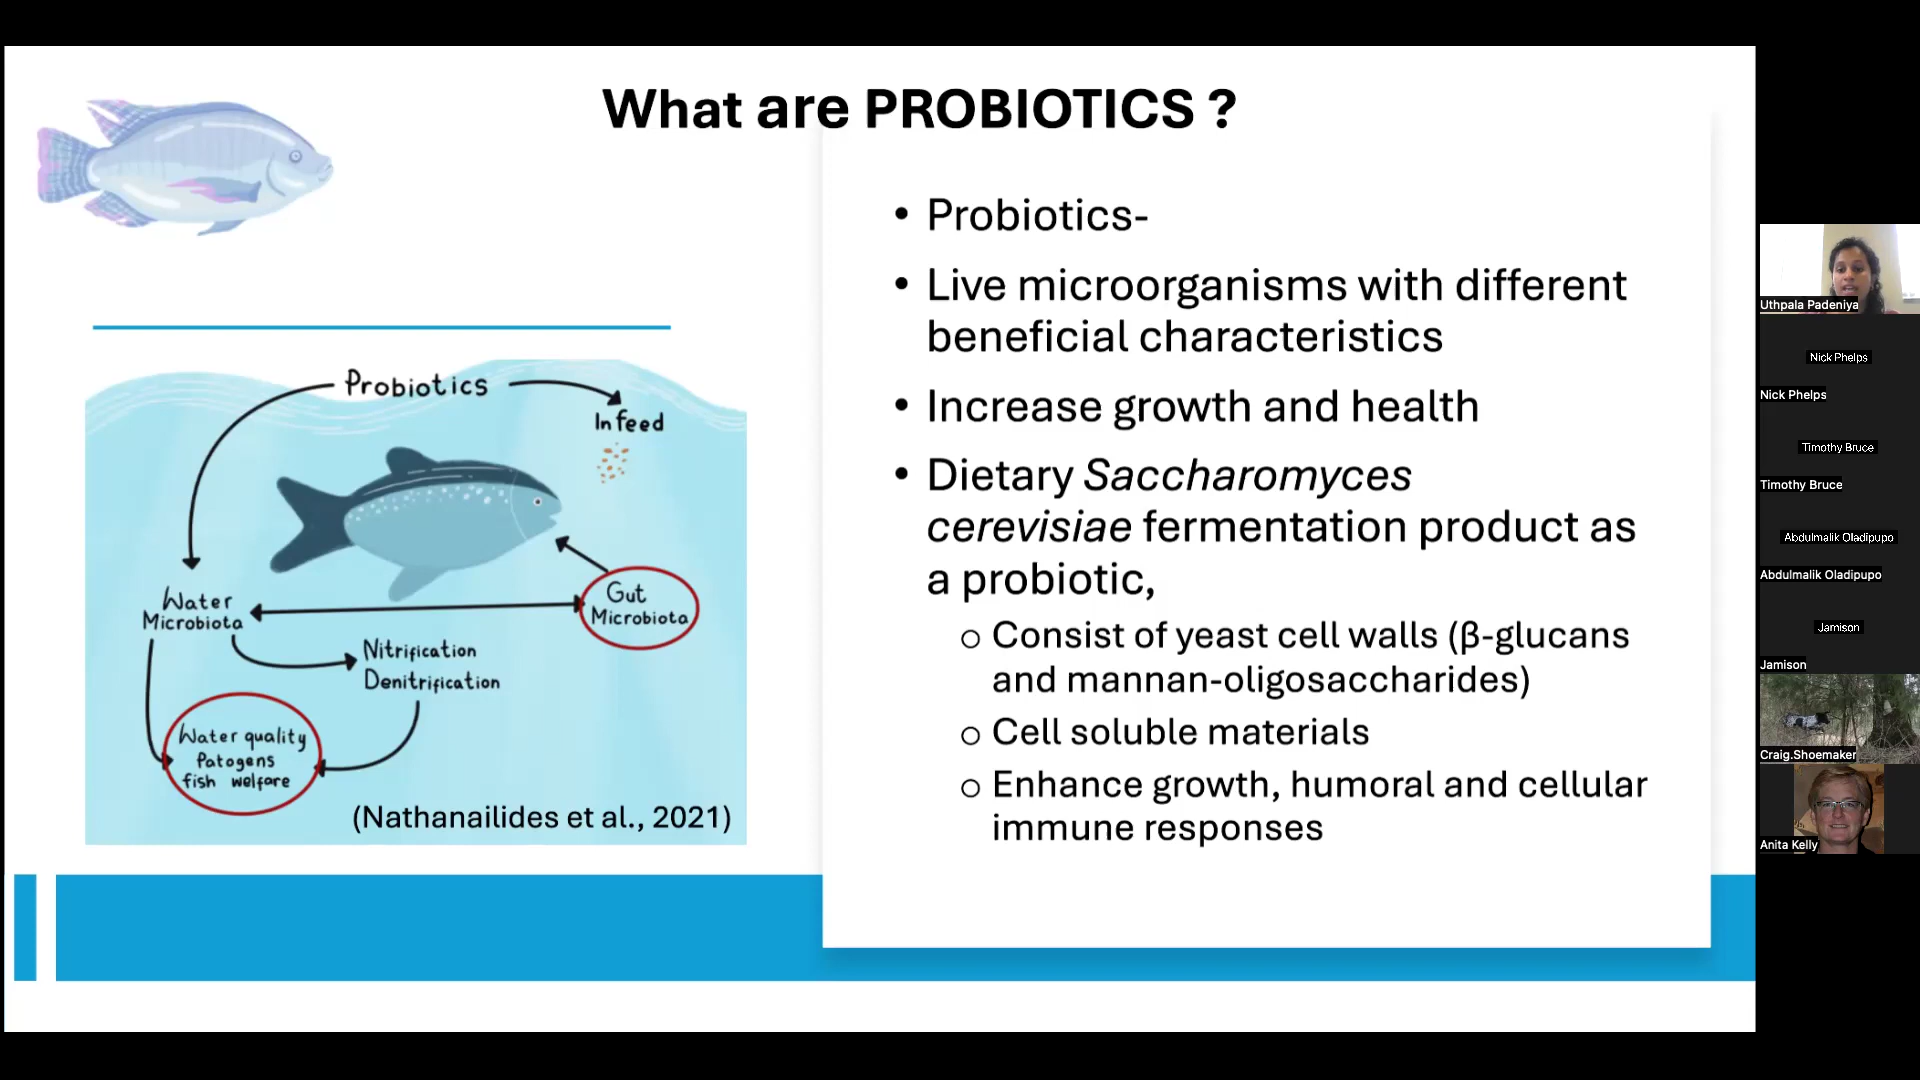 What are PROBIOTICS ?
Probiotics
In feed
Gut
Microbiota
Water
Microbiota
Nitrification
Denitrification
Water quality
Patogens
fish welfare
(Nathanailides et al., 2021)
• Probiotics-
• Live microorganisms with different
beneficial characteristics
• Increase growth and health
• Dietary Saccharomyces
cerevisiae fermentation product as
a probiotic,
o Consist of yeast cell walls (β-glucans
and mannan-oligosaccharides)
o Cell soluble materials
o Enhance growth, humoral and cellular
immune responses
Uthpala Padeniya
Nick Phelps
Nick Phelps
Timothy Bruce
Timothy Bruce
Abdulmalik Oladipupo
Abdulmalik Oladipupo
Jamison
Jamison
Craig.Shoemaker
Anita Kelly